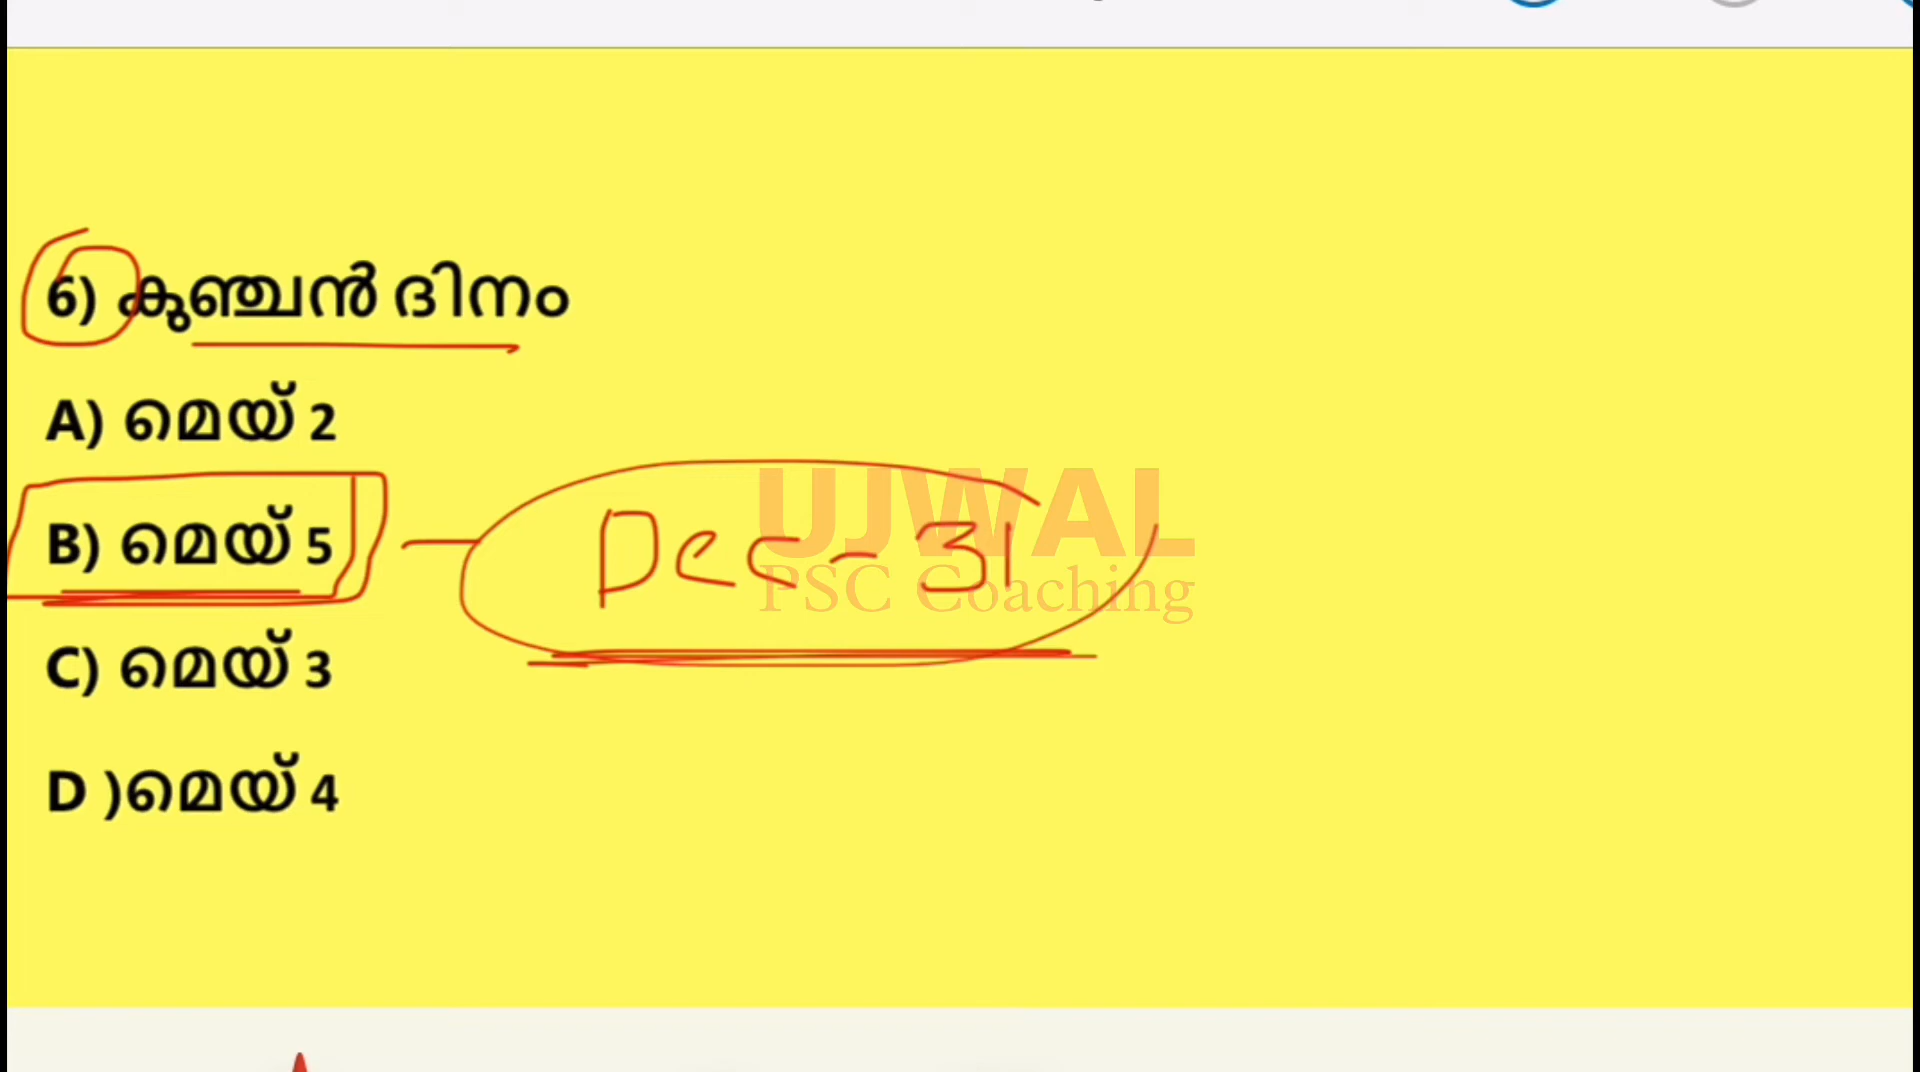 6) കുഞ്ചൻ ദിനം
A) മെയ് 2
B) മെയ് 5
Dec - 31
UJWAL
PSC Coaching
C) മെയ് 3
D )മെയ് 4